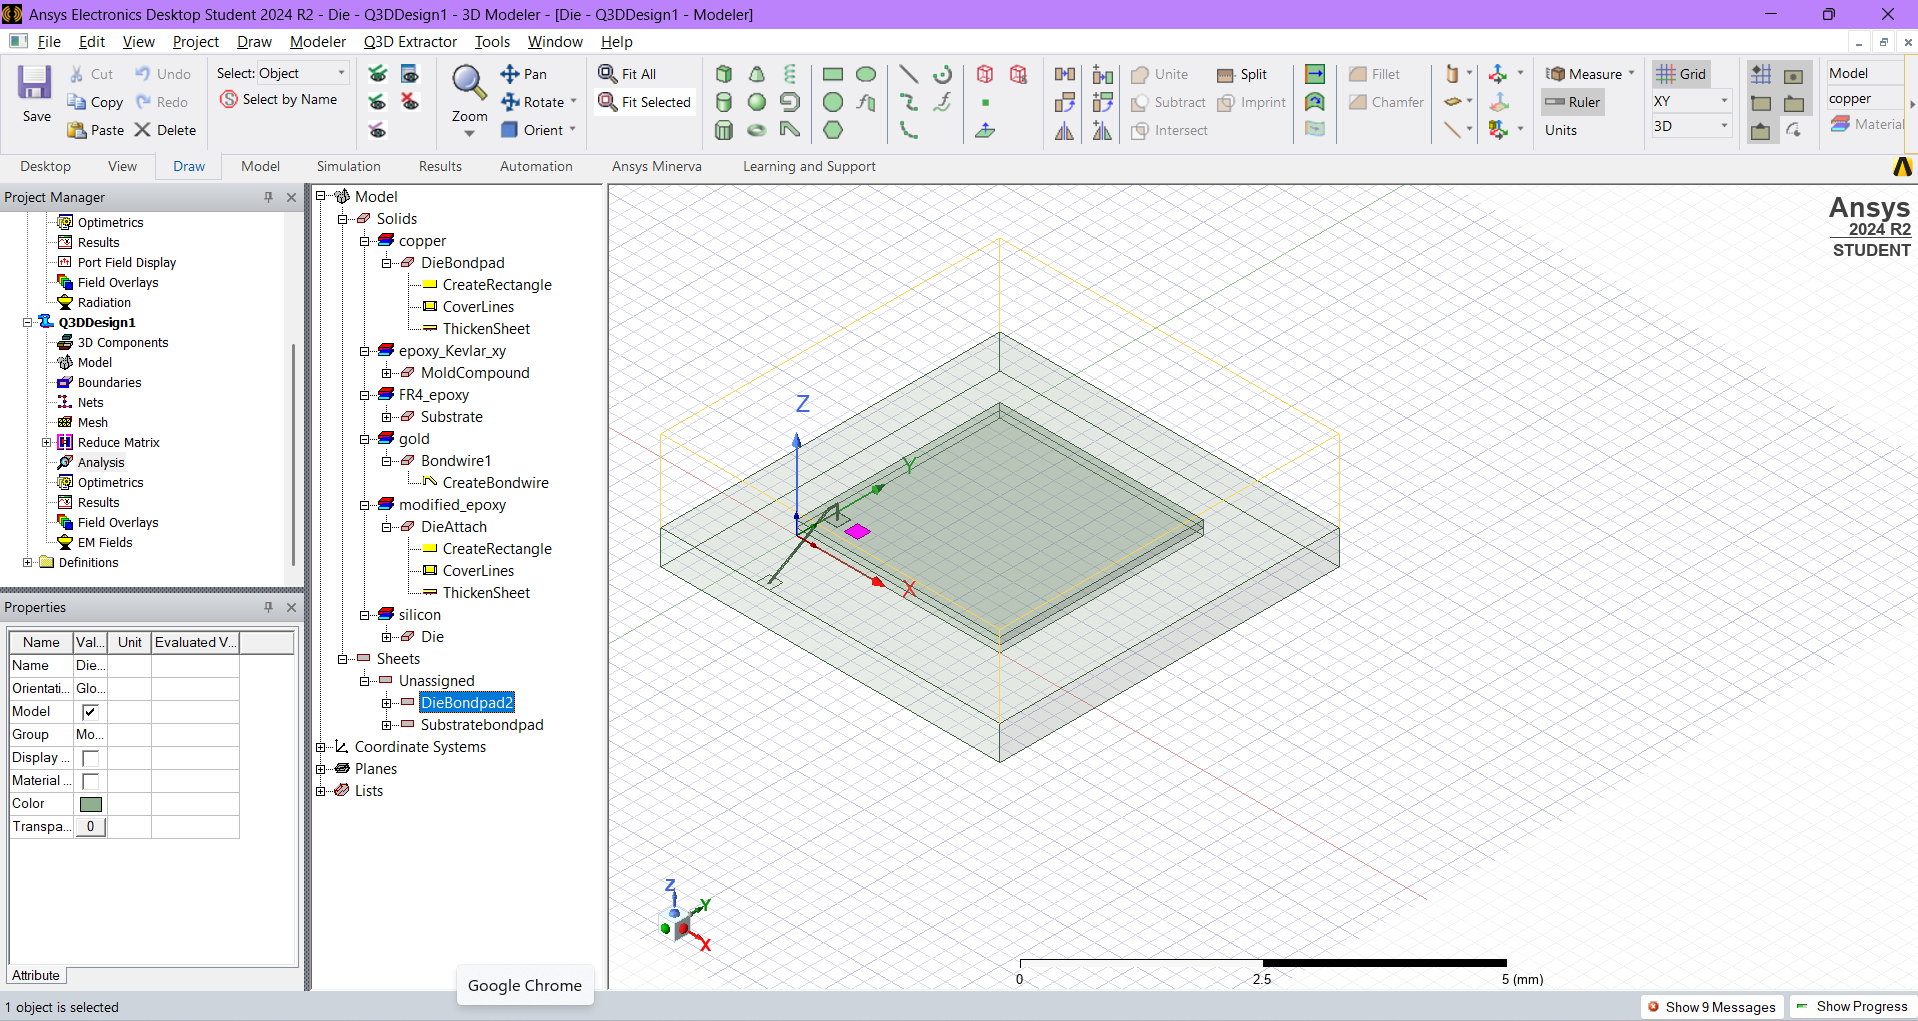 Ansys Electronics Desktop Student 2024 R2 - Die - Q3DDesign1 - 3D Modeler - [Die - Q3DDesign1 - Modeler]
File Edit View Project Draw Modeler Q3D Extractor Tools Window Help
Save
Cut
Copy
Paste
Undo
Redo
Delete
Select: Object
Select by Name
Zoom
Pan
Rotate
Orient
Fit All
Fit Selected
Unite
Subtract
Intersect
Split
Imprint
Fillet
Chamfer
Measure
Ruler
Units
Grid
XY
3D
Model
copper
Material
Desktop View Draw Model Simulation Results Automation Ansys Minerva Learning and Support
Project Manager
Optimetrics
Results
Port Field Display
Field Overlays
Radiation
Q3DDesign1
3D Components
Model
Boundaries
Nets
Mesh
Reduce Matrix
Analysis
Optimetrics
Results
Field Overlays
EM Fields
Definitions
Properties
Name Val... Unit Evaluated V...
Name Die...
Orientati... Glo...
Model
Group Mo...
Display ...
Material ...
Color
Transpa... 0
Attribute
Model
Solids
copper
DieBondpad
CreateRectangle
CoverLines
ThickenSheet
epoxy_Kevlar_xy
MoldCompound
FR4_epoxy
Substrate
gold
Bondwire1
CreateBondwire
modified_epoxy
DieAttach
CreateRectangle
CoverLines
ThickenSheet
silicon
Die
Sheets
Unassigned
DieBondpad2
Substratebondpad
Coordinate Systems
Planes
Lists
Ansys
2024 R2
STUDENT
Z
Y
X
Z
Y
X
0 2.5 5 (mm)
Google Chrome
1 object is selected
Show 9 Messages
Show Progress